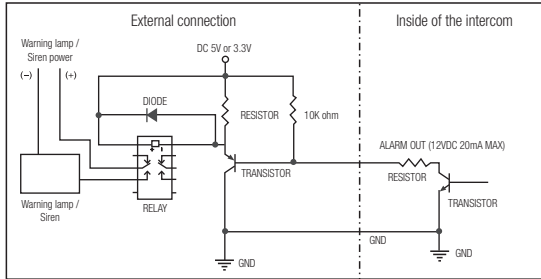 External connection
Inside of the intercom
Warning lamp /
Siren power
(−) (+)
DC 5V or 3.3V
DIODE
RESISTOR
10K ohm
ALARM OUT (12VDC 20mA MAX)
RESISTOR
TRANSISTOR
TRANSISTOR
+ −
RELAY
Warning lamp /
Siren
GND
GND
GND